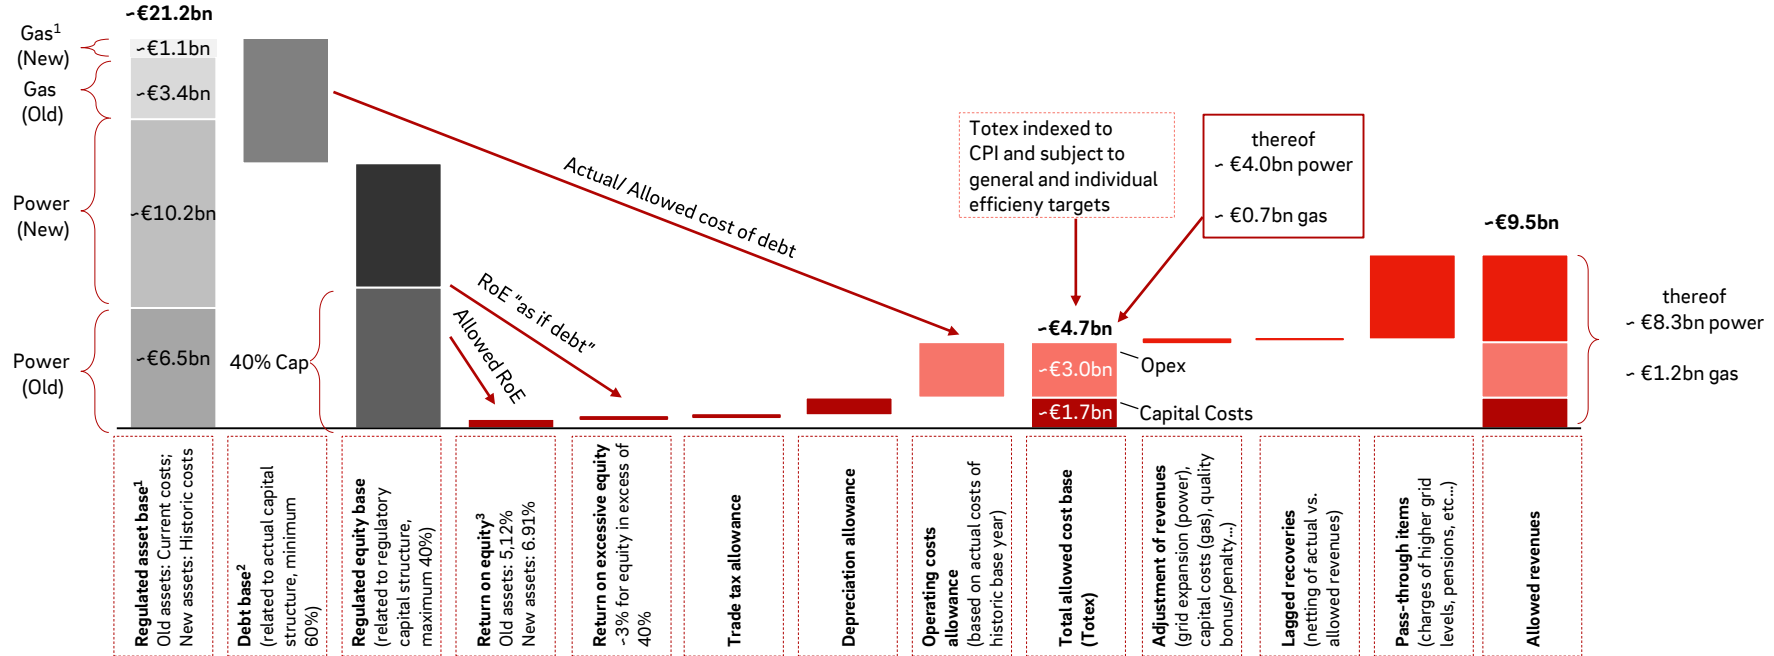 ~€21.2bn
Gas¹
(New)
~€1.1bn
Gas
(Old)
~€3.4bn
Power
(New)
~€10.2bn
Power
(Old)
~€6.5bn
40% Cap
Actual/ Allowed cost of debt
RoE "as if debt"
Allowed RoE
Totex indexed to
CPI and subject to
general and individual
efficieny targets
thereof
~ €4.0bn power
~ €0.7bn gas
~€4.7bn
~€3.0bn
Opex
~€1.7bn
Capital Costs
~€9.5bn
thereof
~ €8.3bn power
~ €1.2bn gas
Regulated asset base¹
Old assets: Current costs;
New assets: Historic costs
Debt base²
(related to actual capital
structure, minimum
60%)
Regulated equity base
(related to regulatory
capital structure,
maximum 40%)
Return on equity³
Old assets: 5,12%
New assets: 6.91%
Return on excessive equity
~3% for equity in excess of
40%
Trade tax allowance
Depreciation allowance
Operating costs
allowance
(based on actual costs of
historic base year)
Total allowed cost base
(Totex)
Adjustment of revenues
(grid expansion (power),
capital costs (gas), quality
bonus/penalty...)
Lagged recoveries
(netting of actual vs.
allowed revenues)
Pass-through items
(charges of higher grid
levels, pensions, etc...)
Allowed revenues